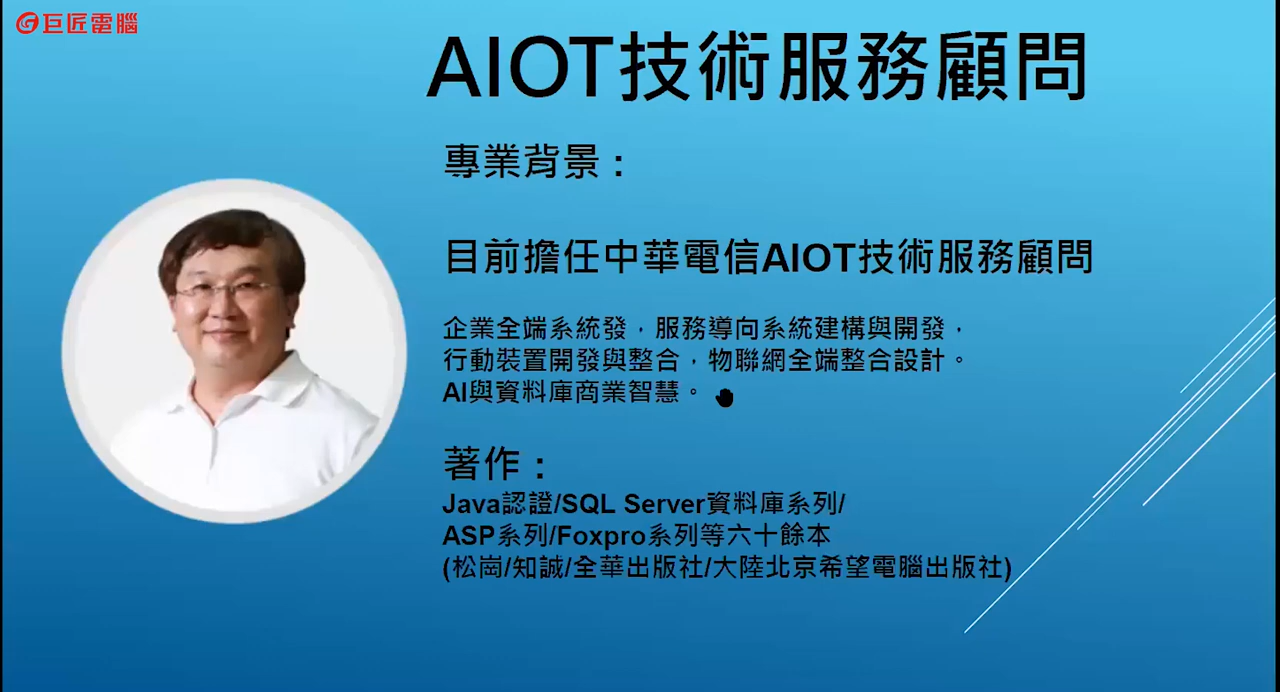 巨匠電腦
AIOT技術服務顧問
專業背景：
目前擔任中華電信AIOT技術服務顧問
企業全端系統發，服務導向系統建構與開發，
行動裝置開發與整合，物聯網全端整合設計。
AI與資料庫商業智慧。
著作：
Java認證/SQL Server資料庫系列/
ASP系列/Foxpro系列等六十餘本
(松崗/知誠/全華出版社/大陸北京希望電腦出版社)